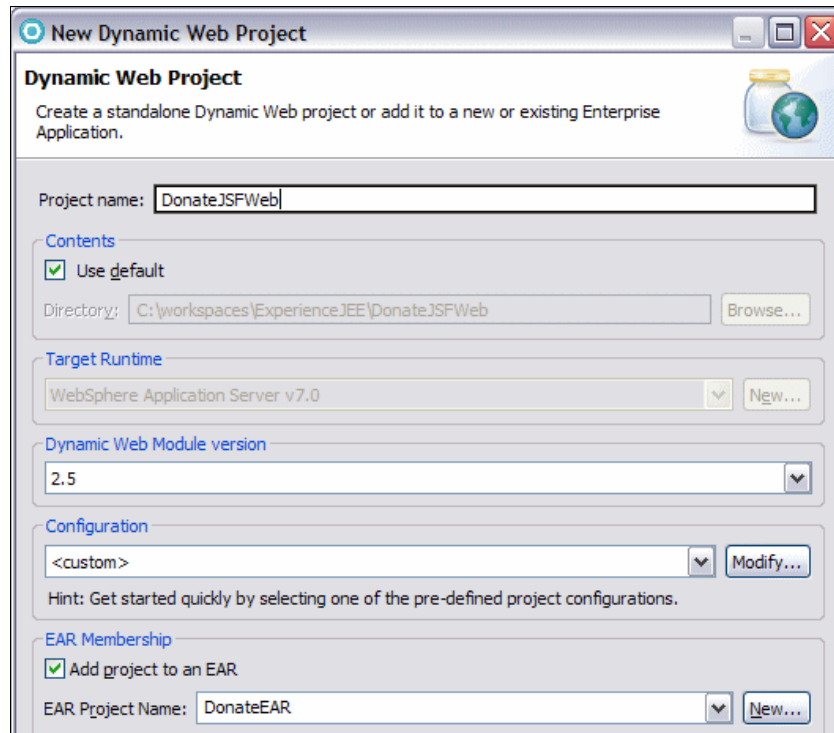 New Dynamic Web Project
Dynamic Web Project
Create a standalone Dynamic Web project or add it to a new or existing Enterprise
Application.
Project name: DonateJSFWeb
Contents
Use default
Directory: C:\workspaces\ExperienceJEE\DonateJSFWeb Browse...
Target Runtime
WebSphere Application Server v7.0 New...
Dynamic Web Module version
2.5
Configuration
<custom> Modify...
Hint: Get started quickly by selecting one of the pre-defined project configurations.
EAR Membership
Add project to an EAR
EAR Project Name: DonateEAR New...